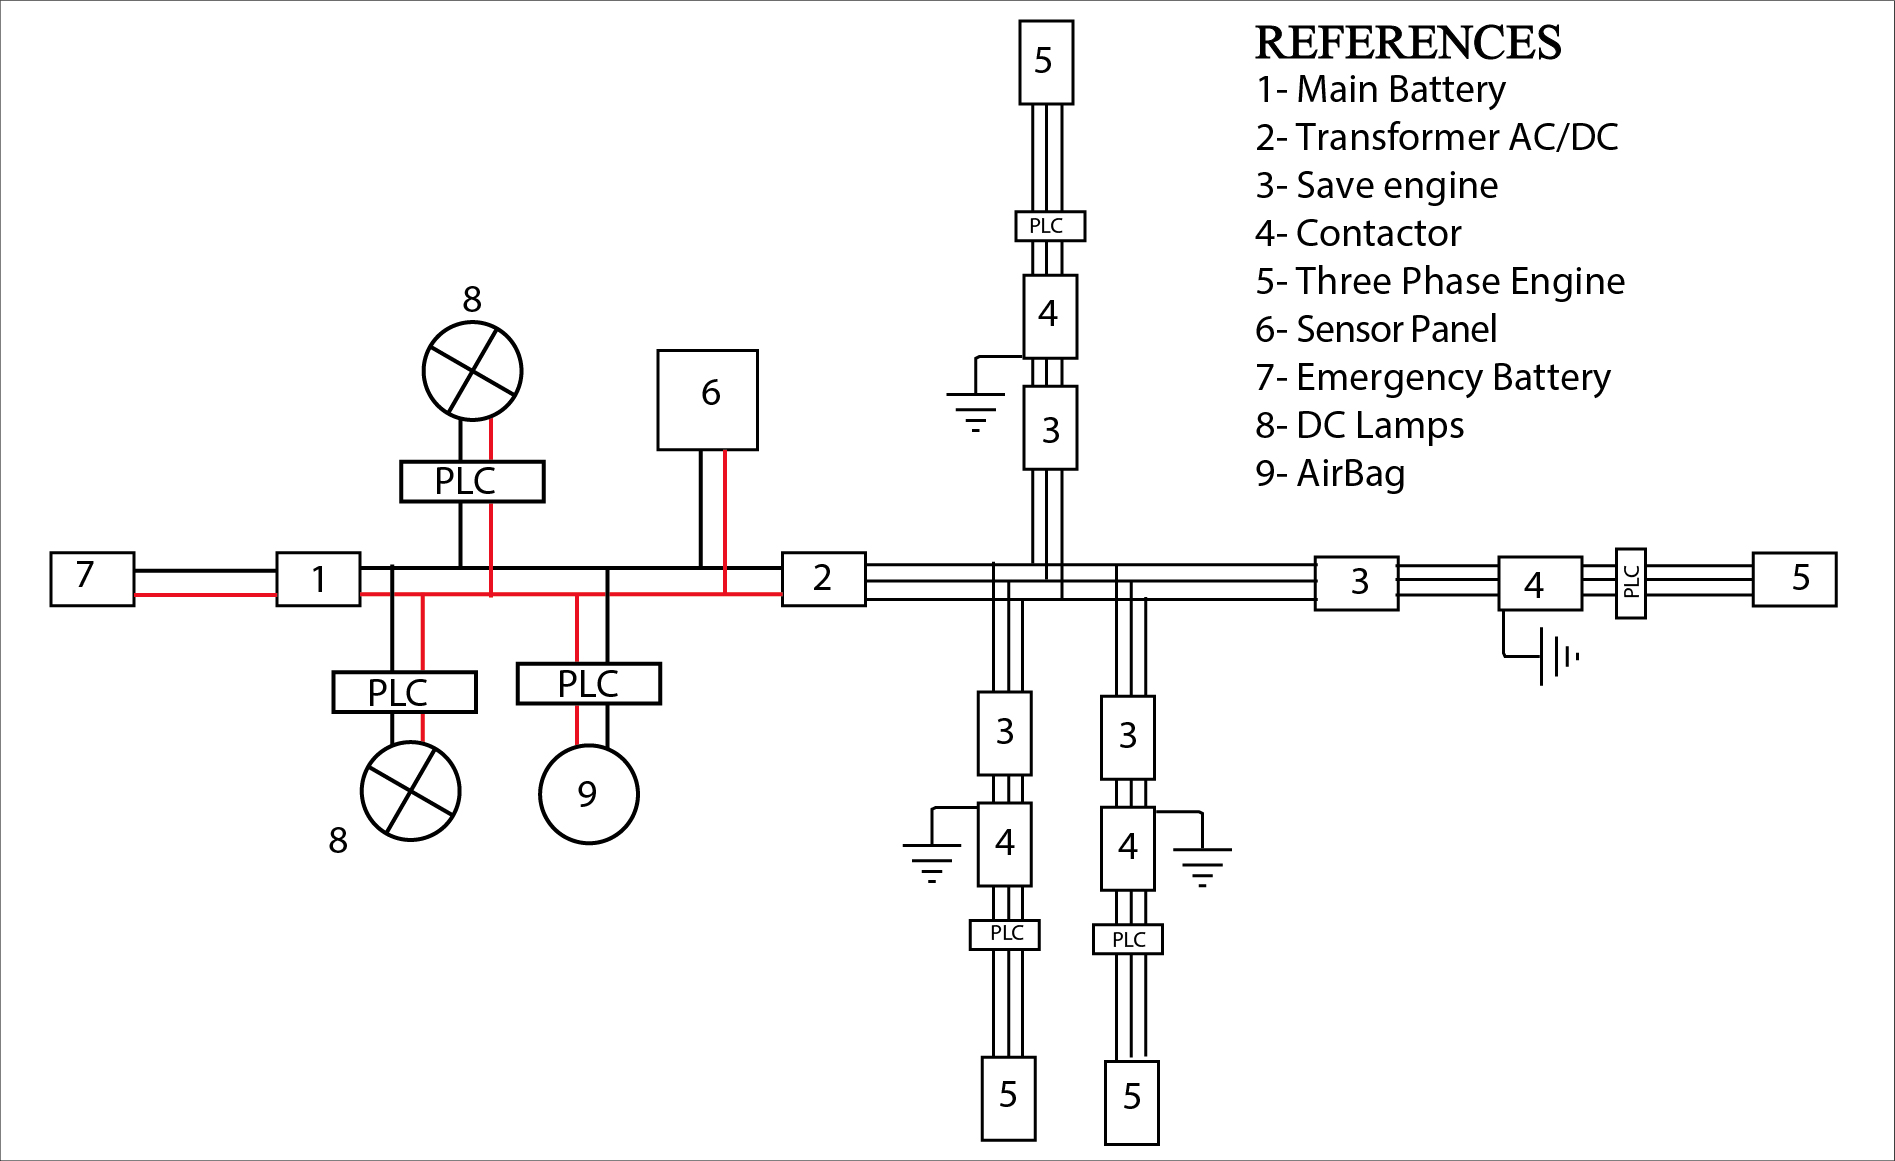 REFERENCES
1- Main Battery
2- Transformer AC/DC
3- Save engine
4- Contactor
5- Three Phase Engine
6- Sensor Panel
7- Emergency Battery
8- DC Lamps
9- AirBag
5
PLC
4
3
8
PLC
6
7
1
2
3
4
PLC
5
PLC
8
PLC
9
3
4
PLC
5
3
4
PLC
5